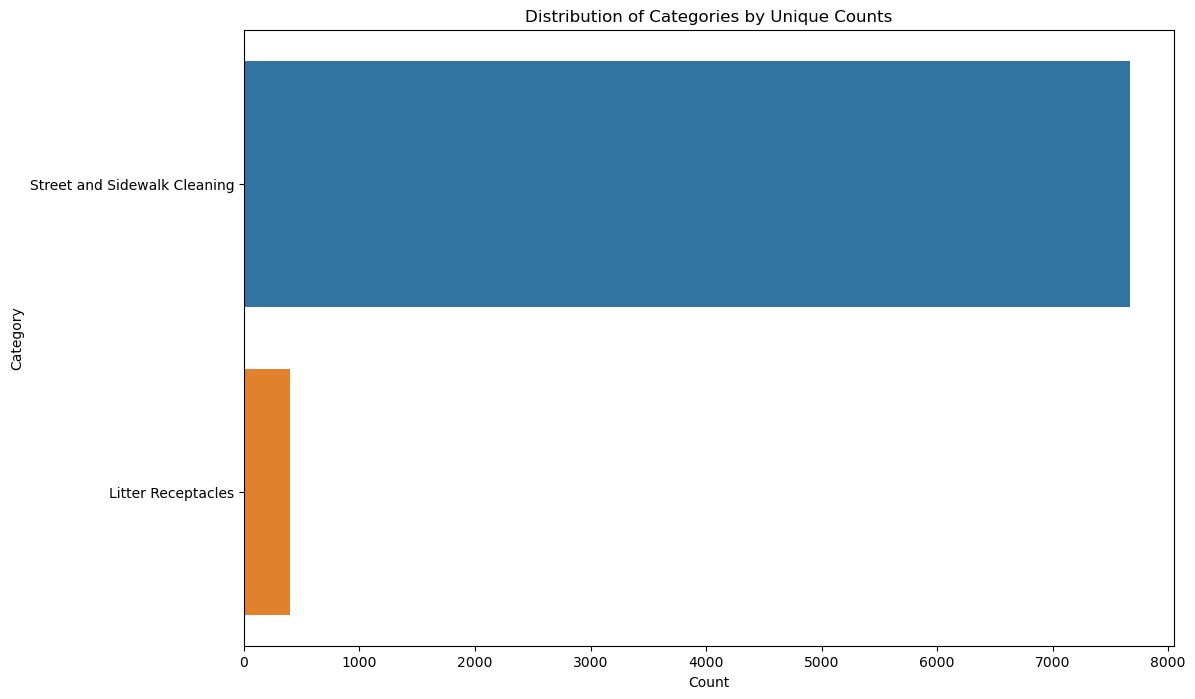 Distribution of Categories by Unique Counts
Street and Sidewalk Cleaning
Category
Litter Receptacles
0 1000 2000 3000 4000 5000 6000 7000 8000
Count